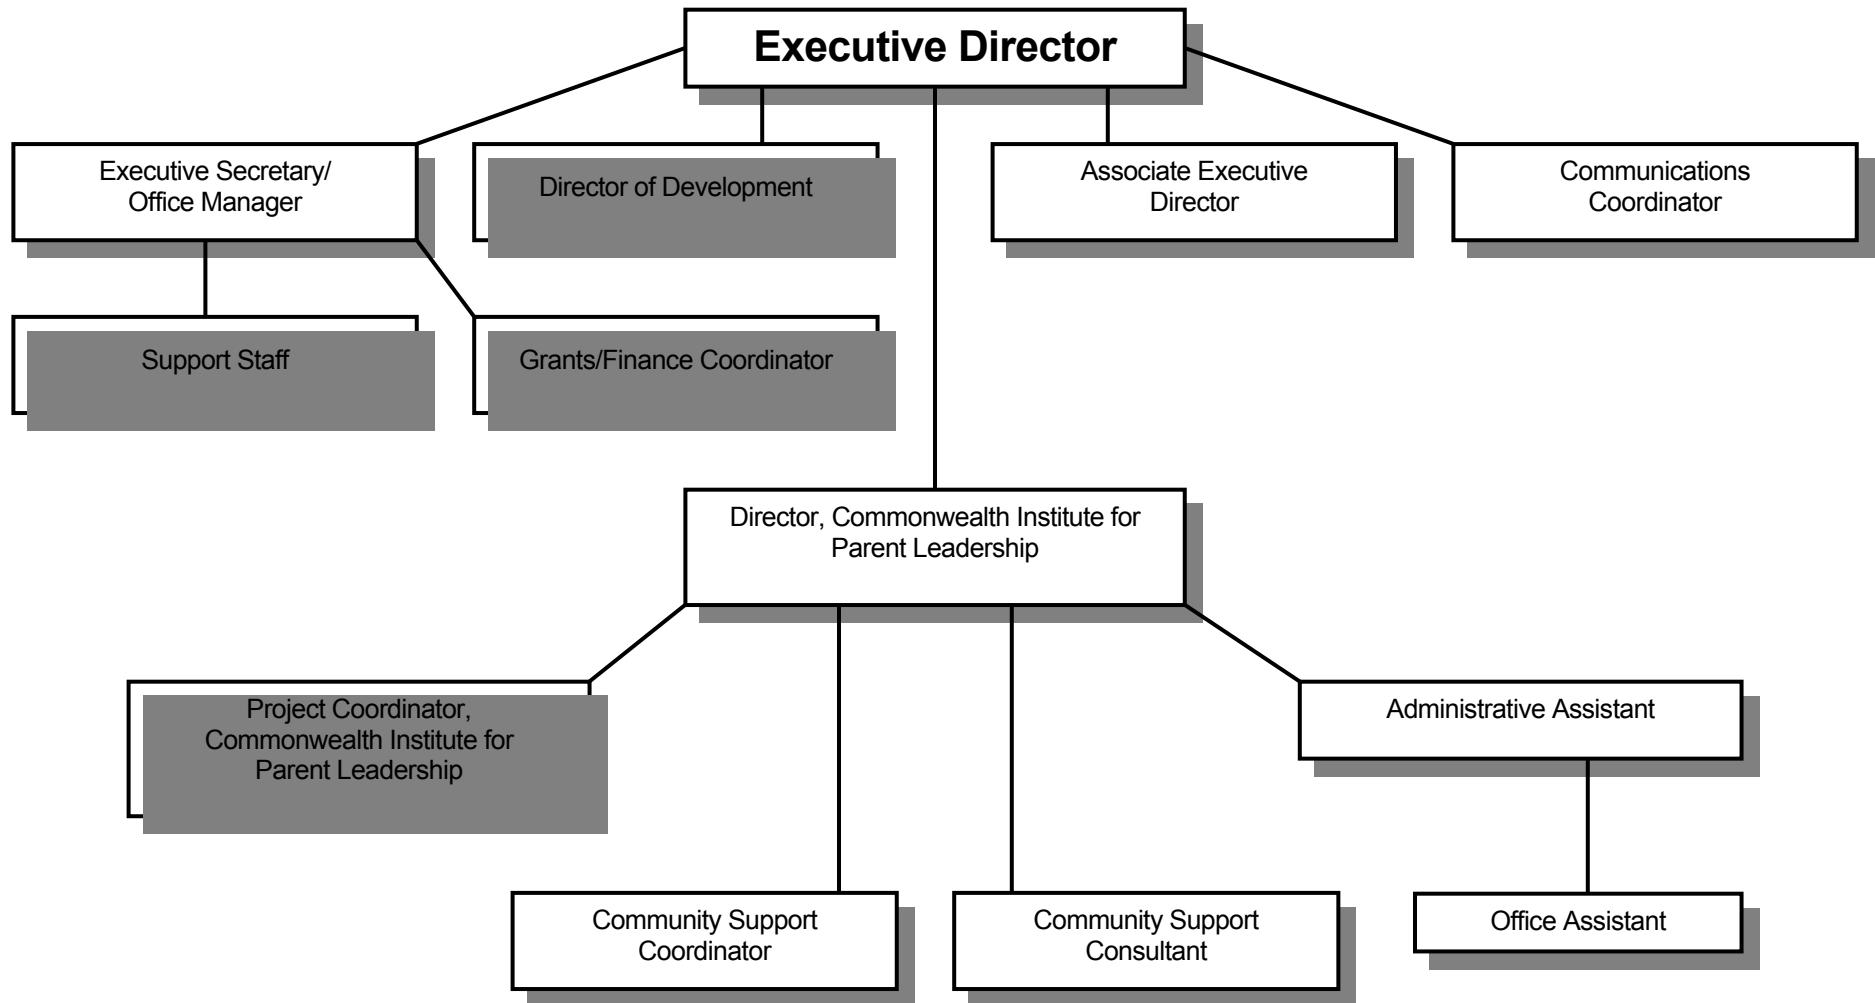 Executive Director
Executive Secretary/
Office Manager
Director of Development
Associate Executive
Director
Communications
Coordinator
Support Staff
Grants/Finance Coordinator
Director, Commonwealth Institute for
Parent Leadership
Project Coordinator,
Commonwealth Institute for
Parent Leadership
Administrative Assistant
Community Support
Coordinator
Community Support
Consultant
Office Assistant